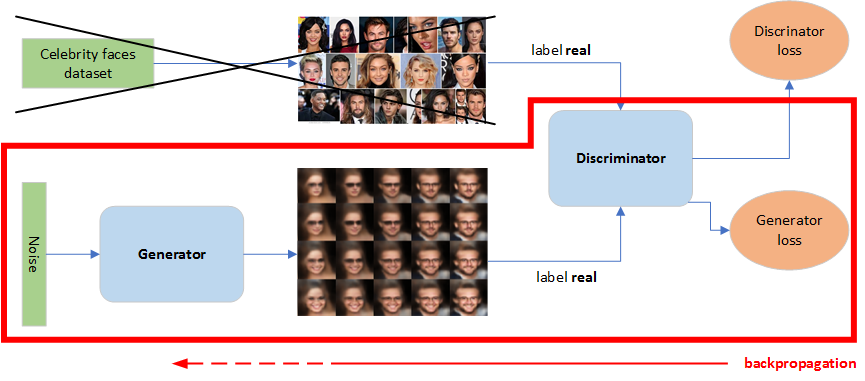 Celebrity faces
dataset
label real
Discrinator
loss
Discriminator
Noise
Generator
label real
Generator
loss
backpropagation